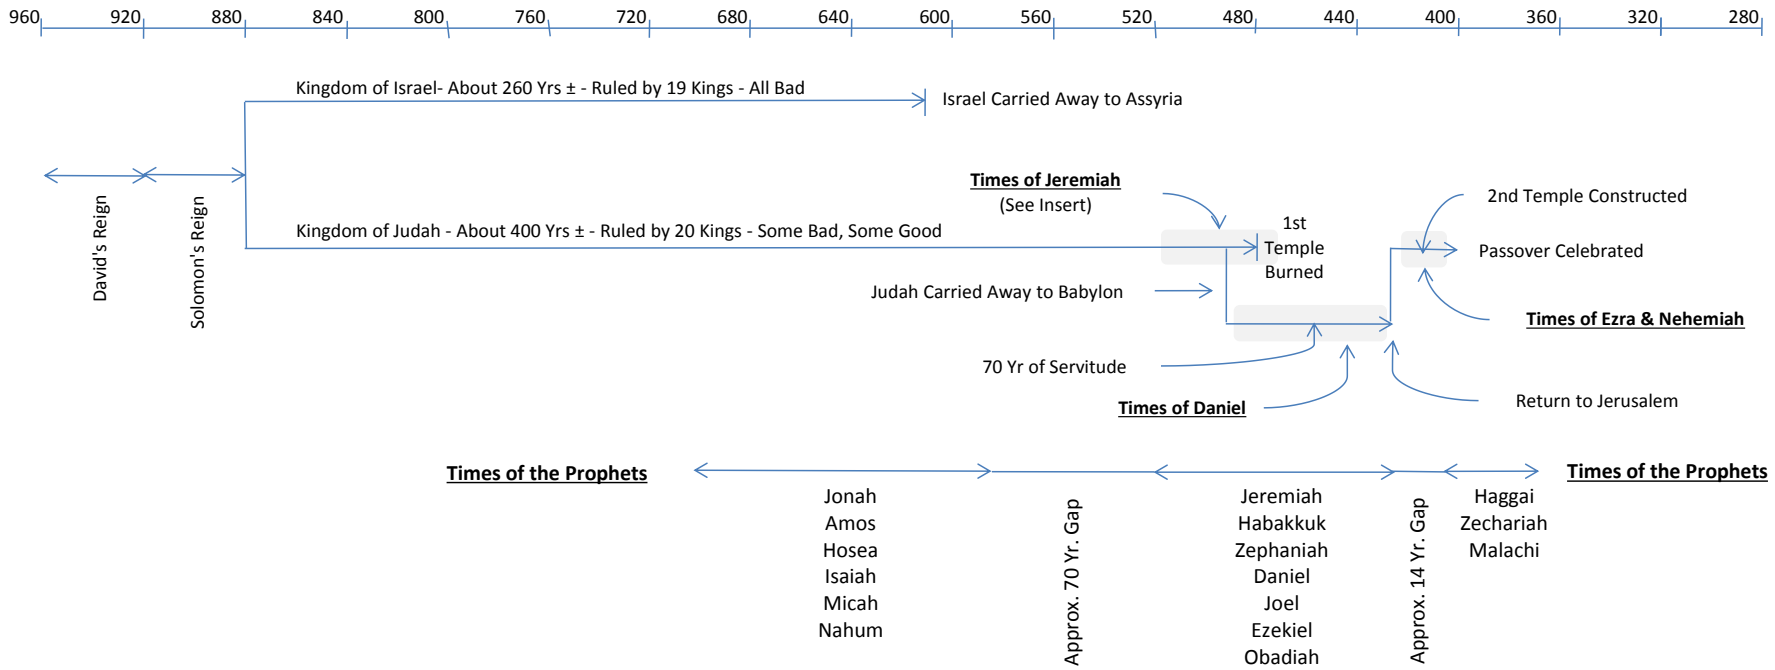 960 920 880 840 800 760 720 680 640 600 560 520 480 440 400 360 320 280
Kingdom of Israel- About 260 Yrs ± - Ruled by 19 Kings - All Bad
Israel Carried Away to Assyria
David's Reign
Solomon's Reign
Times of Jeremiah
(See Insert)
Kingdom of Judah - About 400 Yrs ± - Ruled by 20 Kings - Some Bad, Some Good
1st
Temple
Burned
2nd Temple Constructed
Passover Celebrated
Judah Carried Away to Babylon
Times of Ezra & Nehemiah
70 Yr of Servitude
Times of Daniel
Return to Jerusalem
Times of the Prophets
Times of the Prophets
Jonah
Amos
Hosea
Isaiah
Micah
Nahum
Approx. 70 Yr. Gap
Jeremiah
Habakkuk
Zephaniah
Daniel
Joel
Ezekiel
Obadiah
Approx. 14 Yr. Gap
Haggai
Zechariah
Malachi